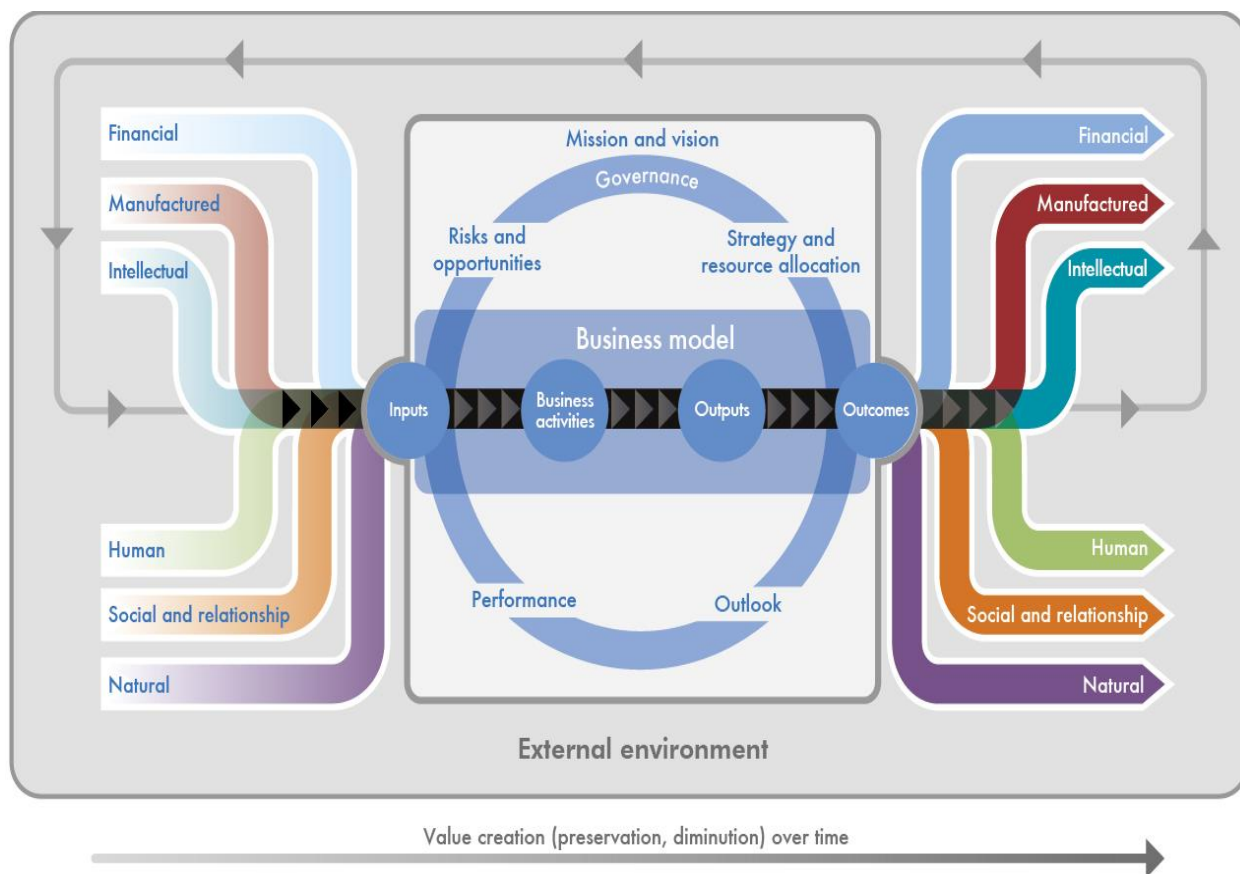 Financial
Manufactured
Intellectual
Human
Social and relationship
Natural
Mission and vision
Governance
Risks and
opportunities
Strategy and
resource allocation
Business model
Inputs
Business
activities
Outputs
Outcomes
Performance
Outlook
Financial
Manufactured
Intellectual
Human
Social and relationship
Natural
External environment
Value creation (preservation, diminution) over time